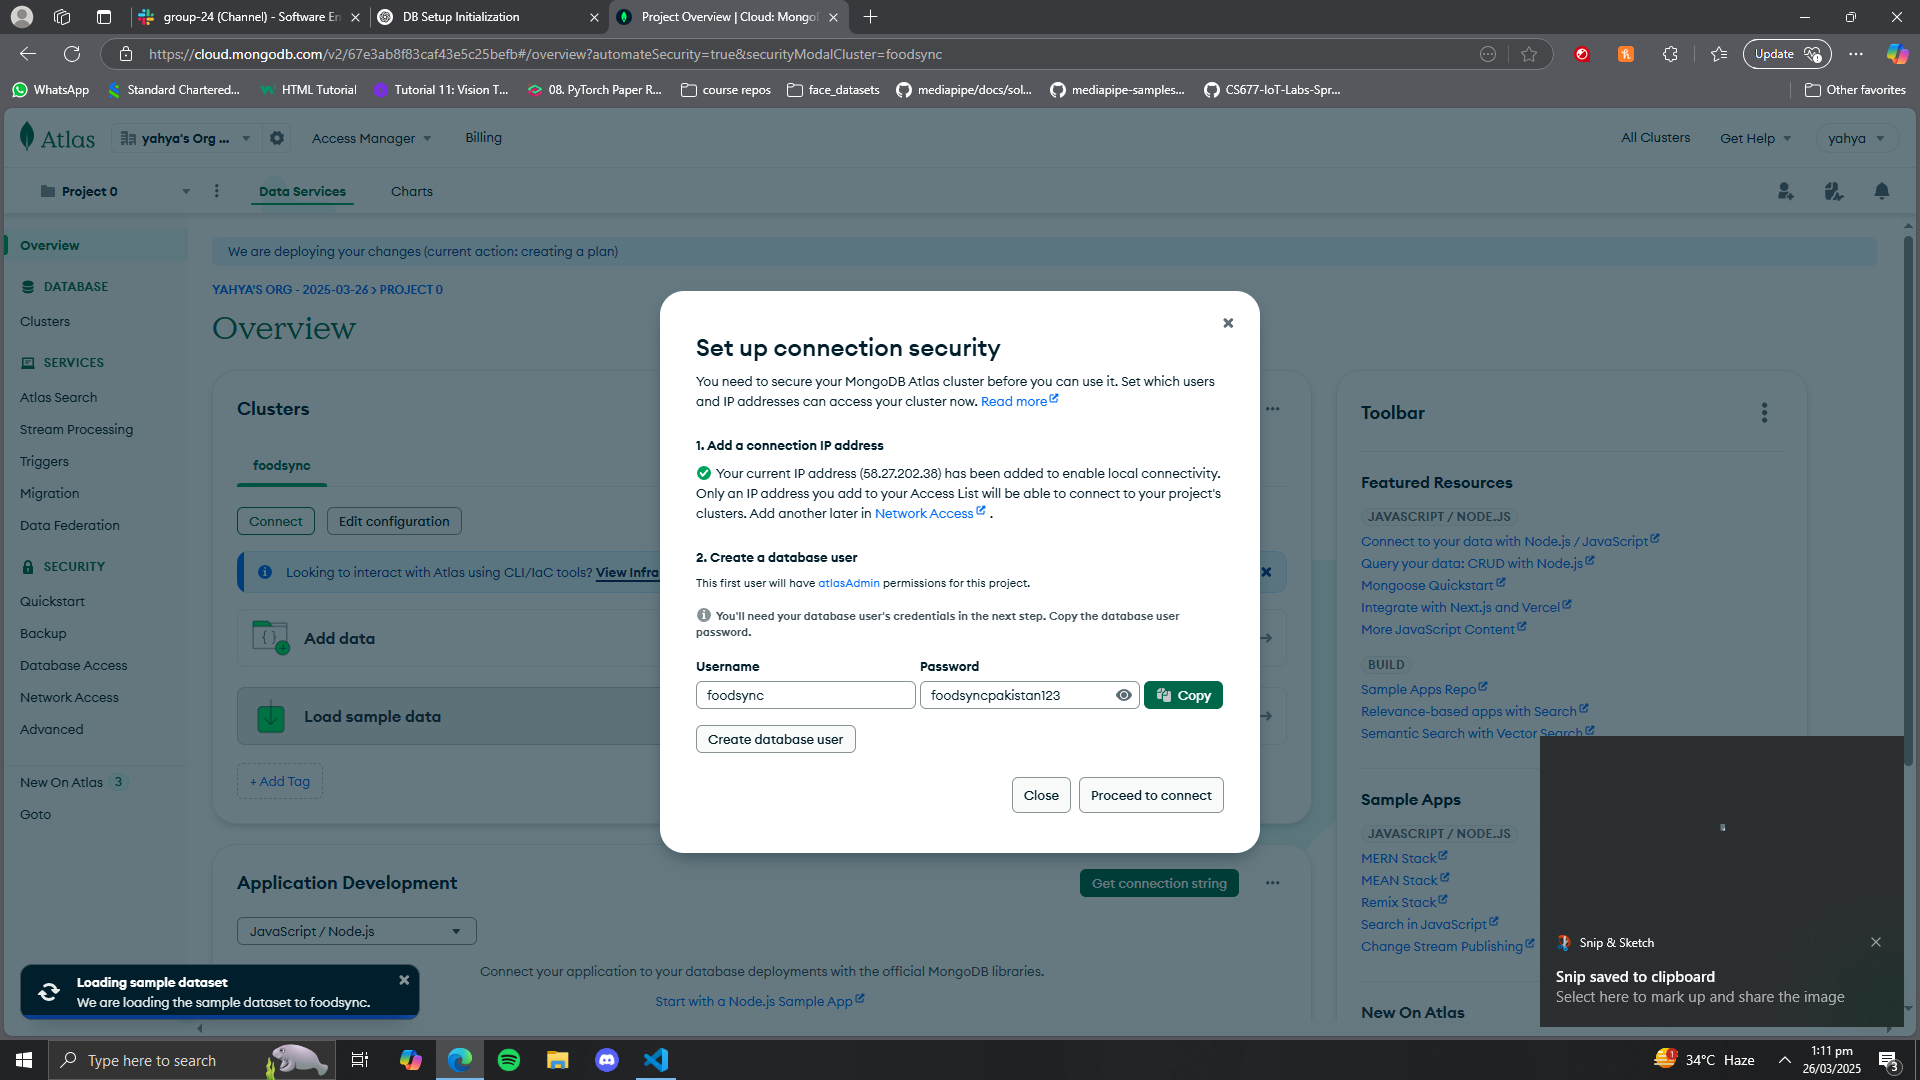 group-24 (Channel) - Software En
DB Setup Initialization
Project Overview | Cloud: Mongo
https://cloud.mongodb.com/v2/67e3ab8f83caf43e5c25befb#/overview?automateSecurity=true&securityModalCluster=foodsync
Update
WhatsApp
Standard Chartered...
HTML Tutorial
Tutorial 11: Vision T...
08. PyTorch Paper R...
course repos
face_datasets
mediapipe/docs/sol...
mediapipe-samples...
CS677-IoT-Labs-Spr...
Other favorites
Atlas
yahya's Org ...
Access Manager
Billing
All Clusters
Get Help
yahya
Project 0
Data Services
Charts
Overview
DATABASE
Clusters
SERVICES
Atlas Search
Stream Processing
Triggers
Migration
Data Federation
SECURITY
Quickstart
Backup
Database Access
Network Access
Advanced
New On Atlas 3
Goto
We are deploying your changes (current action: creating a plan)
YAHYA'S ORG - 2025-03-26 > PROJECT 0
Overview
Clusters
foodsync
Connect
Edit configuration
Looking to interact with Atlas using CLI/IaC tools? View Infra
Add data
Load sample data
+ Add Tag
Application Development
Get connection string
JavaScript / Node.js
Connect your application to your database deployments with the official MongoDB libraries.
Start with a Node.js Sample App
Set up connection security
You need to secure your MongoDB Atlas cluster before you can use it. Set which users
and IP addresses can access your cluster now. Read more
1. Add a connection IP address
Your current IP address (58.27.202.38) has been added to enable local connectivity.
Only an IP address you add to your Access List will be able to connect to your project's
clusters. Add another later in Network Access .
2. Create a database user
This first user will have atlasAdmin permissions for this project.
You'll need your database user's credentials in the next step. Copy the database user
password.
Username
Password
foodsync
foodsyncpakistan123
Copy
Create database user
Close
Proceed to connect
Toolbar
Featured Resources
JAVASCRIPT / NODE.JS
Connect to your data with Node.js / JavaScript
Query your data: CRUD with Node.js
Mongoose Quickstart
Integrate with Next.js and Vercel
More JavaScript Content
BUILD
Sample Apps Repo
Relevance-based apps with Search
Semantic Search with Vector Search
Sample Apps
JAVASCRIPT / NODE.JS
MERN Stack
MEAN Stack
Remix Stack
Search in JavaScript
Change Stream Publishing
New On Atlas
Loading sample dataset
We are loading the sample dataset to foodsync.
Snip & Sketch
Snip saved to clipboard
Select here to mark up and share the image
Type here to search
1
34°C Haze
1:11 pm
26/03/2025
3